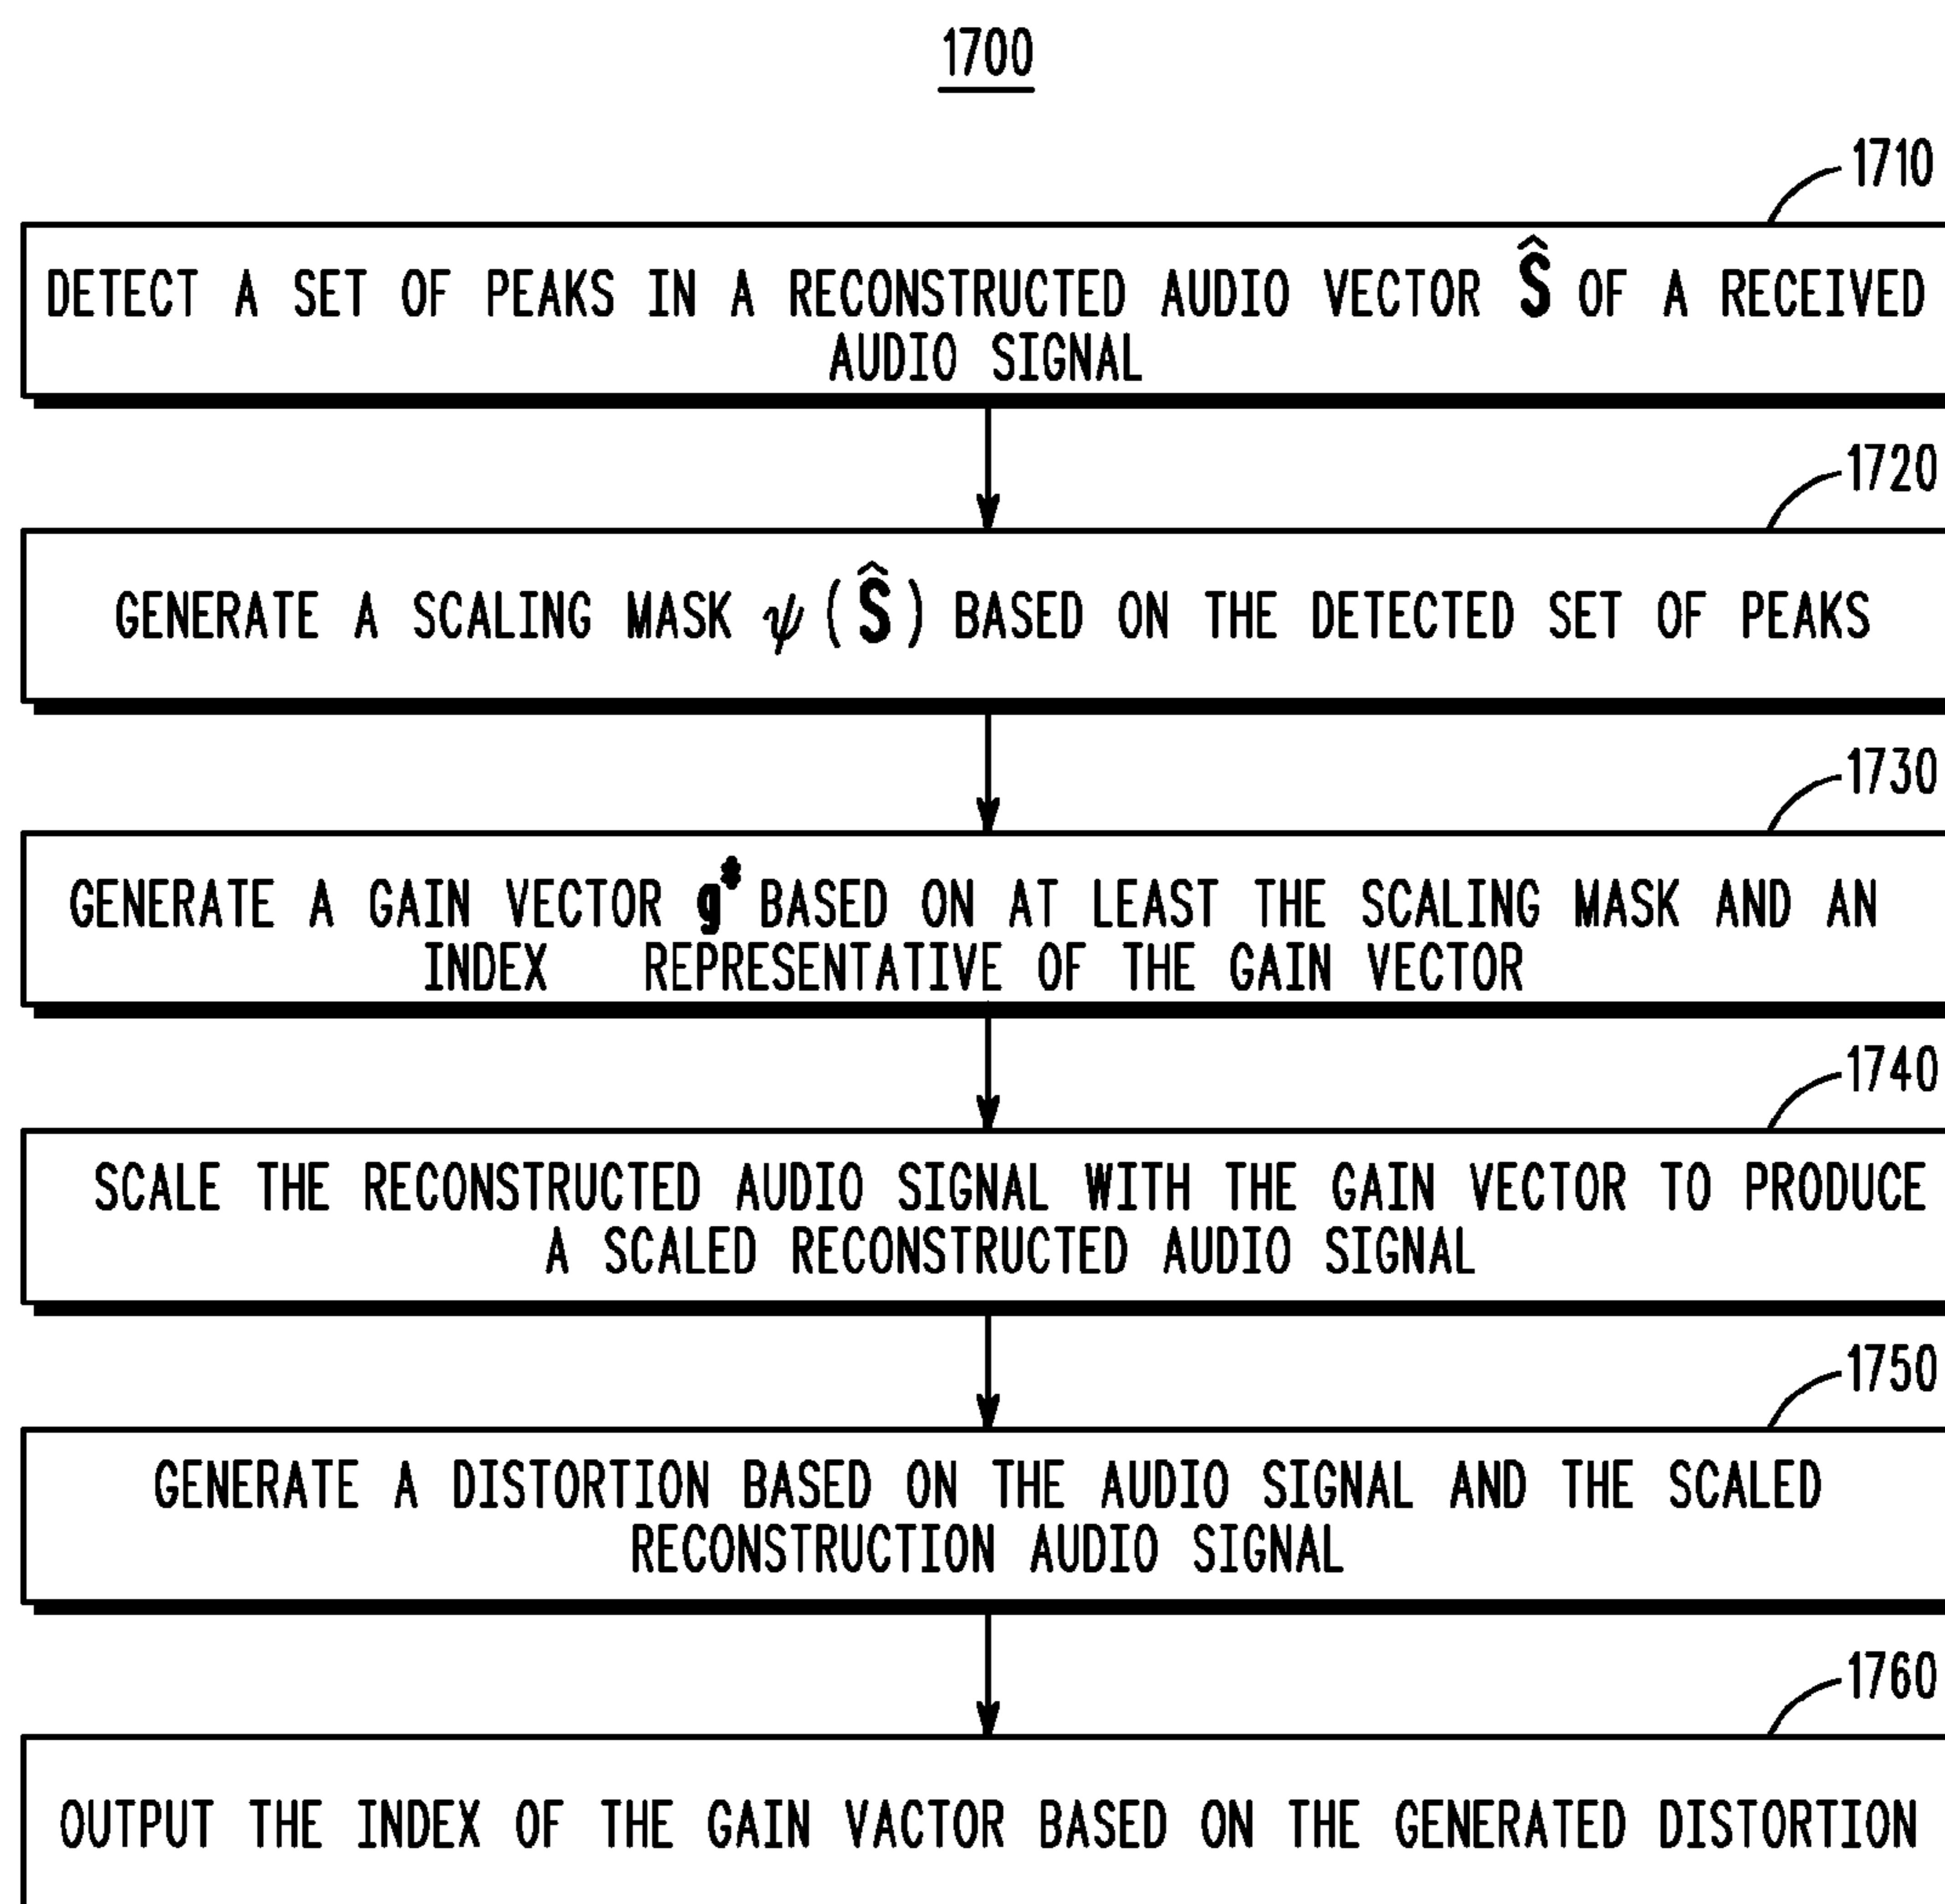 1700
1710
DETECT A SET OF PEAKS IN A RECONSTRUCTED AUDIO VECTOR Ŝ OF A RECEIVED
AUDIO SIGNAL
1720
GENERATE A SCALING MASK ψ (Ŝ) BASED ON THE DETECTED SET OF PEAKS
1730
GENERATE A GAIN VECTOR g* BASED ON AT LEAST THE SCALING MASK AND AN
INDEX REPRESENTATIVE OF THE GAIN VECTOR
1740
SCALE THE RECONSTRUCTED AUDIO SIGNAL WITH THE GAIN VECTOR TO PRODUCE
A SCALED RECONSTRUCTED AUDIO SIGNAL
1750
GENERATE A DISTORTION BASED ON THE AUDIO SIGNAL AND THE SCALED
RECONSTRUCTION AUDIO SIGNAL
1760
OUTPUT THE INDEX OF THE GAIN VACTOR BASED ON THE GENERATED DISTORTION